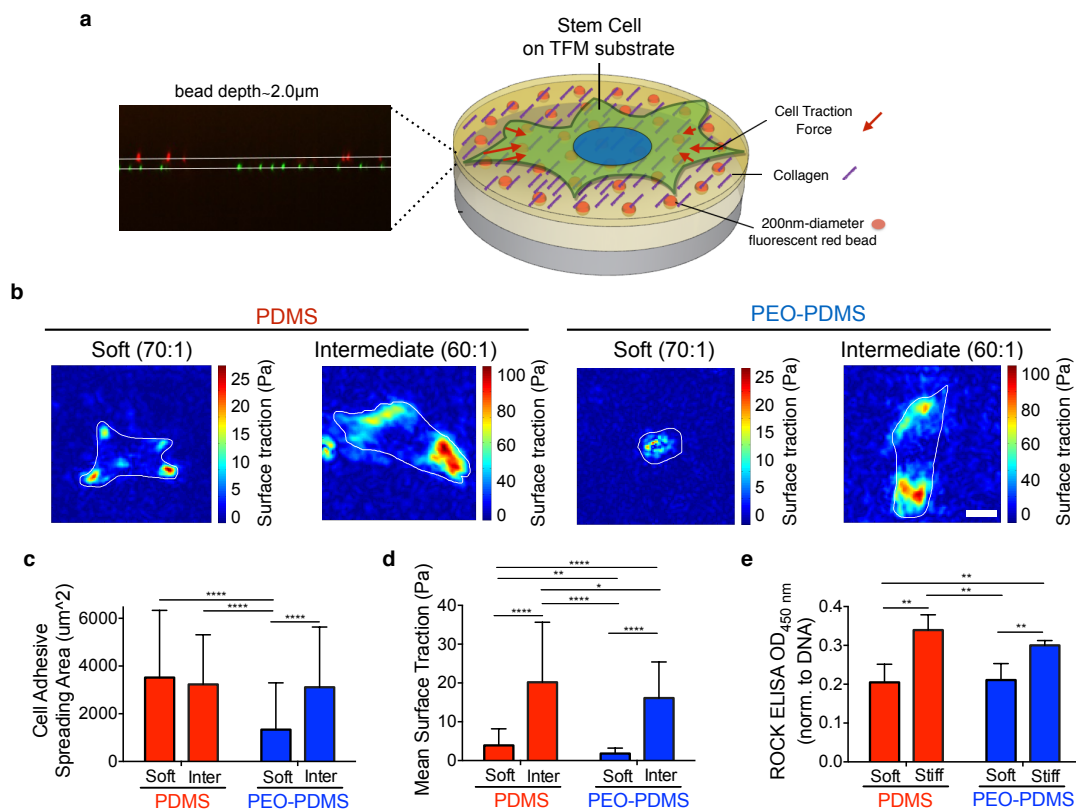 a
Stem Cell
on TFM substrate
bead depth~2.0µm
Cell Traction
Force
Collagen
200nm-diameter
fluorescent red bead
b
PDMS
PEO-PDMS
Soft (70:1)
Intermediate (60:1)
Soft (70:1)
Intermediate (60:1)
25
20
15
10
5
0
Surface traction (Pa)
100
80
60
40
20
0
Surface traction (Pa)
25
20
15
10
5
0
Surface traction (Pa)
100
80
60
40
20
0
Surface traction (Pa)
c
Cell Adhesive
Spreading Area (um^2)
6000
4000
2000
0
****
****
****
Soft
Inter
Soft
Inter
PDMS
PEO-PDMS
d
Mean Surface Traction (Pa)
40
30
20
10
0
****
**
*
****
****
****
Soft
Inter
Soft
Inter
PDMS
PEO-PDMS
e
ROCK ELISA OD450 nm
(norm. to DNA)
0.4
0.3
0.2
0.1
0.0
**
**
**
**
Soft
Stiff
Soft
Stiff
PDMS
PEO-PDMS